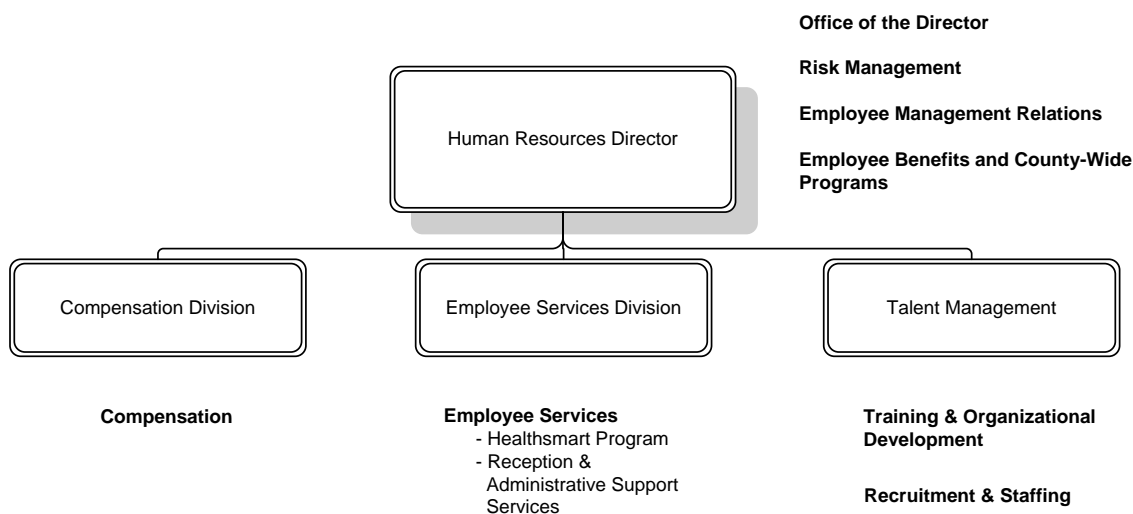 Office of the Director
Risk Management
Employee Management Relations
Employee Benefits and County-Wide
Programs
Human Resources Director
Compensation Division
Employee Services Division
Talent Management
Compensation
Employee Services
- Healthsmart Program
- Reception &
Administrative Support
Services
Training & Organizational
Development
Recruitment & Staffing